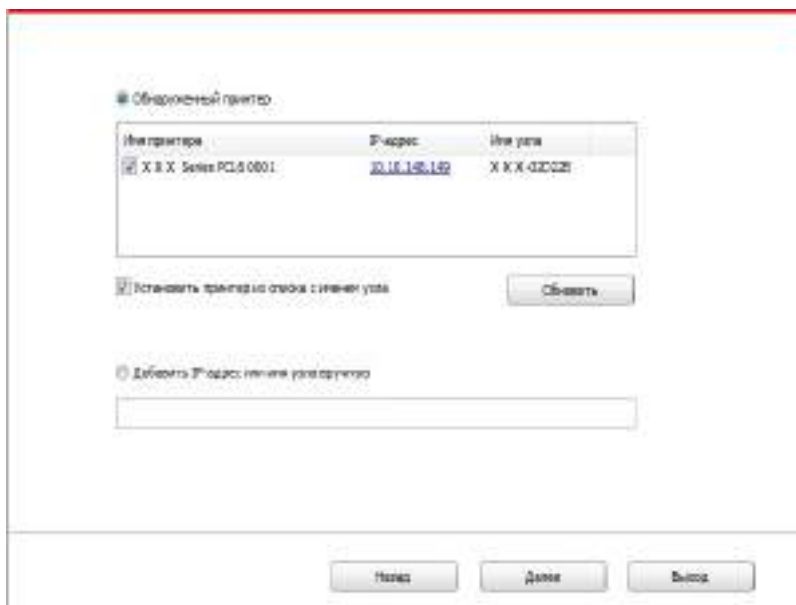 Обнаруженный принтер
Имя принтера IP-адрес Имя узла
X X X Series PCL6 0001 10.10.148.149
Установить принтер из списка с именем узла
Обновить
Добавить IP-адрес или имя узла вручную
Назад Далее Выход